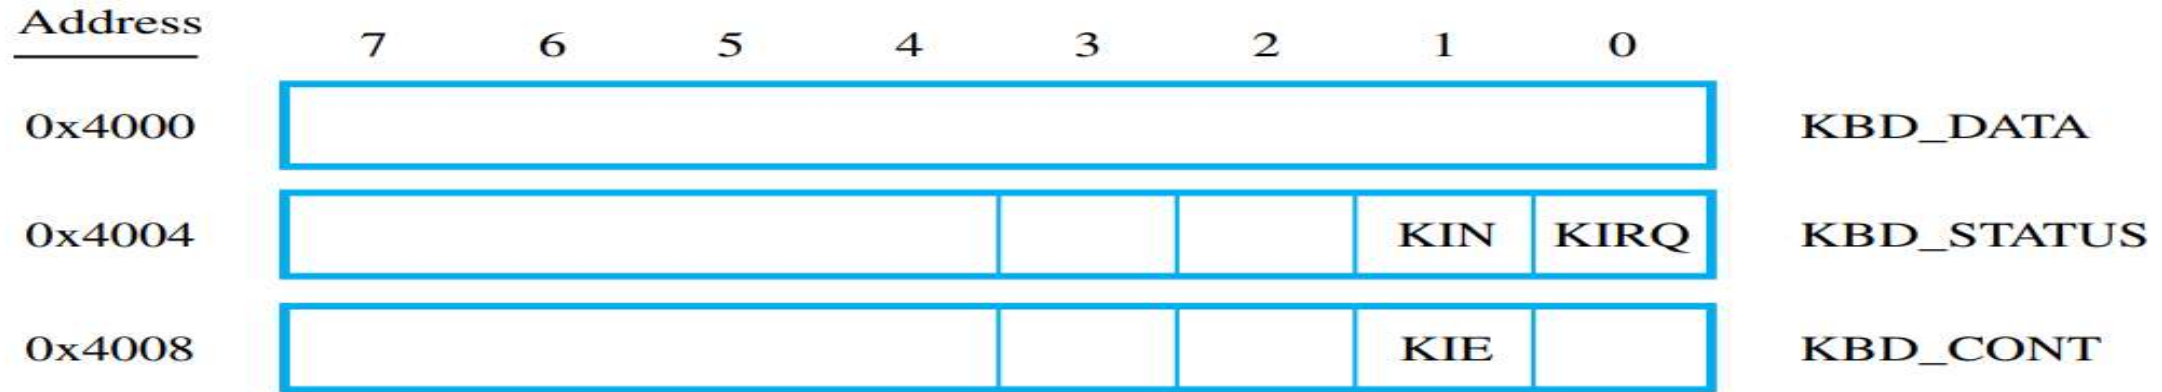 Address
7 6 5 4 3 2 1 0
0x4000 KBD_DATA
0x4004 KIN KIRQ KBD_STATUS
0x4008 KIE KBD_CONT